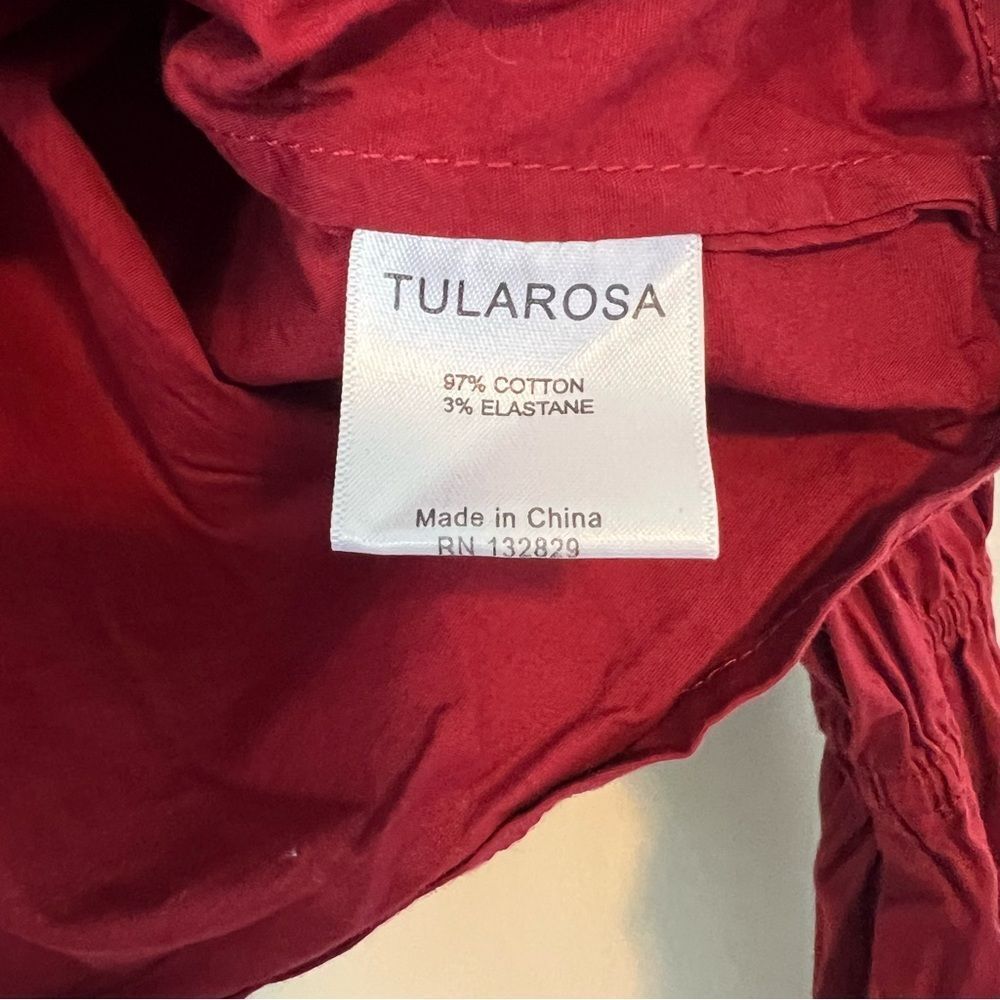 TULAROSA
97% COTTON
3% ELASTANE
Made in China
RN 132829